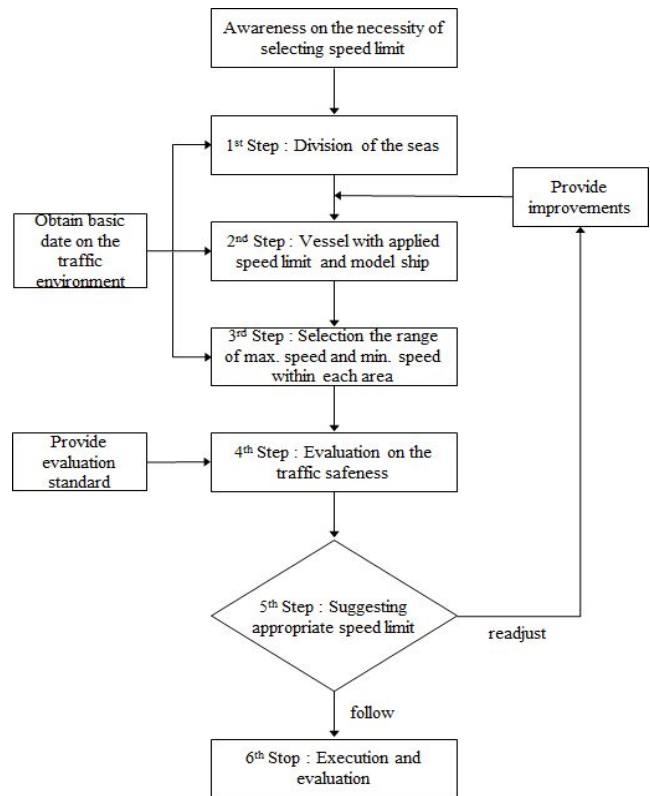 Awareness on the necessity of
selecting speed limit
1st Step : Division of the seas
Provide
improvements
Obtain basic
date on the
traffic
environment
2nd Step : Vessel with applied
speed limit and model ship
3rd Step : Selection the range
of max. speed and min. speed
within each area
Provide
evaluation
standard
4th Step : Evaluation on the
traffic safeness
5th Step : Suggesting
appropriate speed limit
readjust
follow
6th Stop : Execution and
evaluation